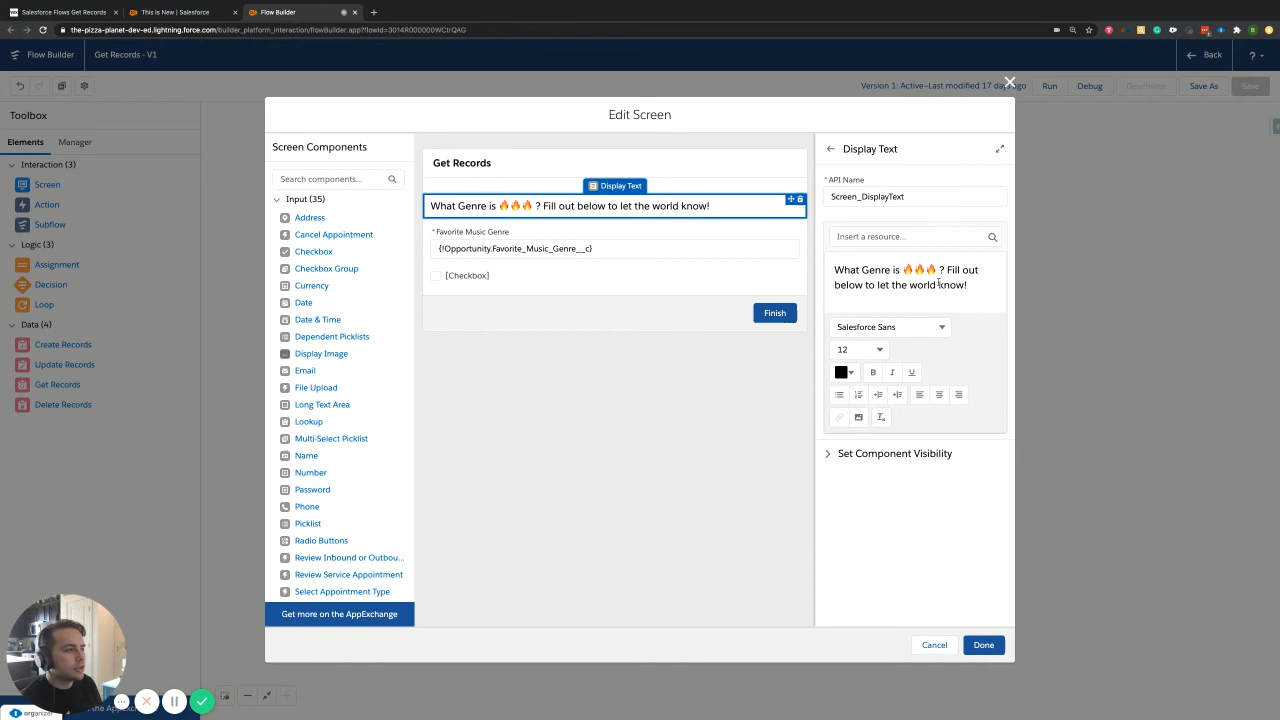 Salesforce Flows Get Records
This Is New | Salesforce
Flow Builder
the-pizza-planet-dev-ed.lightning.force.com/builder_platform_interaction/flowBuilder.app?flowId=3014R000000WCtrQAG
Flow Builder
Get Records - V1
Back
?
Version 1: Active—Last modified 17 days ago
Run
Debug
Deactivate
Save As
Save
Toolbox
Elements
Manager
Interaction (3)
Screen
Action
Subflow
Logic (3)
Assignment
Decision
Loop
Data (4)
Create Records
Update Records
Get Records
Delete Records
Edit Screen
Screen Components
Search components...
Input (35)
Address
Cancel Appointment
Checkbox
Checkbox Group
Currency
Date
Date & Time
Dependent Picklists
Display Image
Email
File Upload
Long Text Area
Lookup
Multi-Select Picklist
Name
Number
Password
Phone
Picklist
Radio Buttons
Review Inbound or Outbou...
Review Service Appointment
Select Appointment Type
Get more on the AppExchange
Get Records
Display Text
What Genre is 🔥🔥🔥 ? Fill out below to let the world know!
* Favorite Music Genre
{!Opportunity.Favorite_Music_Genre__c}
[Checkbox]
Finish
Display Text
* API Name
Screen_DisplayText
Insert a resource...
What Genre is 🔥🔥🔥 ? Fill out
below to let the world know!
Salesforce Sans
12
B I U
Set Component Visibility
Cancel
Done
organizer
the AppExch